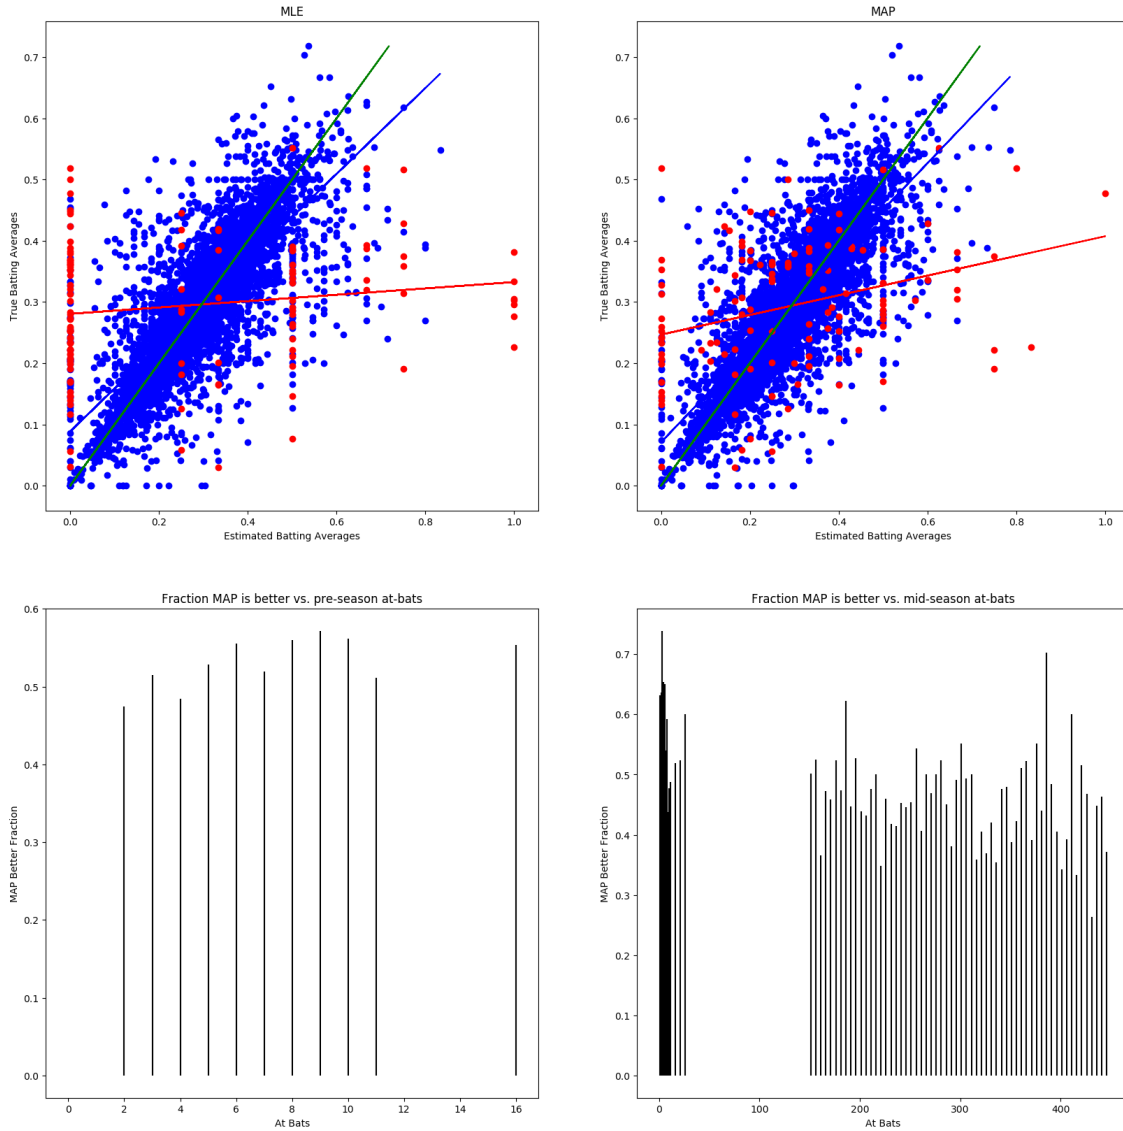 MLE
True Batting Averages
0.7
0.6
0.5
0.4
0.3
0.2
0.1
0.0
0.0 0.2 0.4 0.6 0.8 1.0
Estimated Batting Averages
MAP
True Batting Averages
0.7
0.6
0.5
0.4
0.3
0.2
0.1
0.0
0.0 0.2 0.4 0.6 0.8 1.0
Estimated Batting Averages
Fraction MAP is better vs. pre-season at-bats
MAP Better Fraction
0.6
0.5
0.4
0.3
0.2
0.1
0.0
0 2 4 6 8 10 12 14 16
At Bats
Fraction MAP is better vs. mid-season at-bats
MAP Better Fraction
0.7
0.6
0.5
0.4
0.3
0.2
0.1
0.0
0 100 200 300 400
At Bats